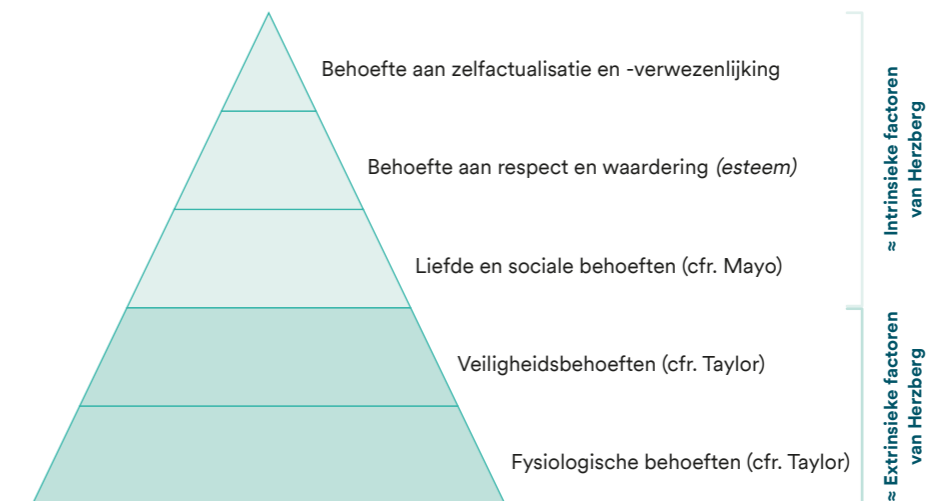 Behoefte aan zelfactualisatie en -verwezenlijking
Behoefte aan respect en waardering (esteem)
Liefde en sociale behoeften (cfr. Mayo)
Veiligheidsbehoeften (cfr. Taylor)
Fysiologische behoeften (cfr. Taylor)
≈ Intrinsieke factoren
van Herzberg
≈ Extrinsieke factoren
van Herzberg